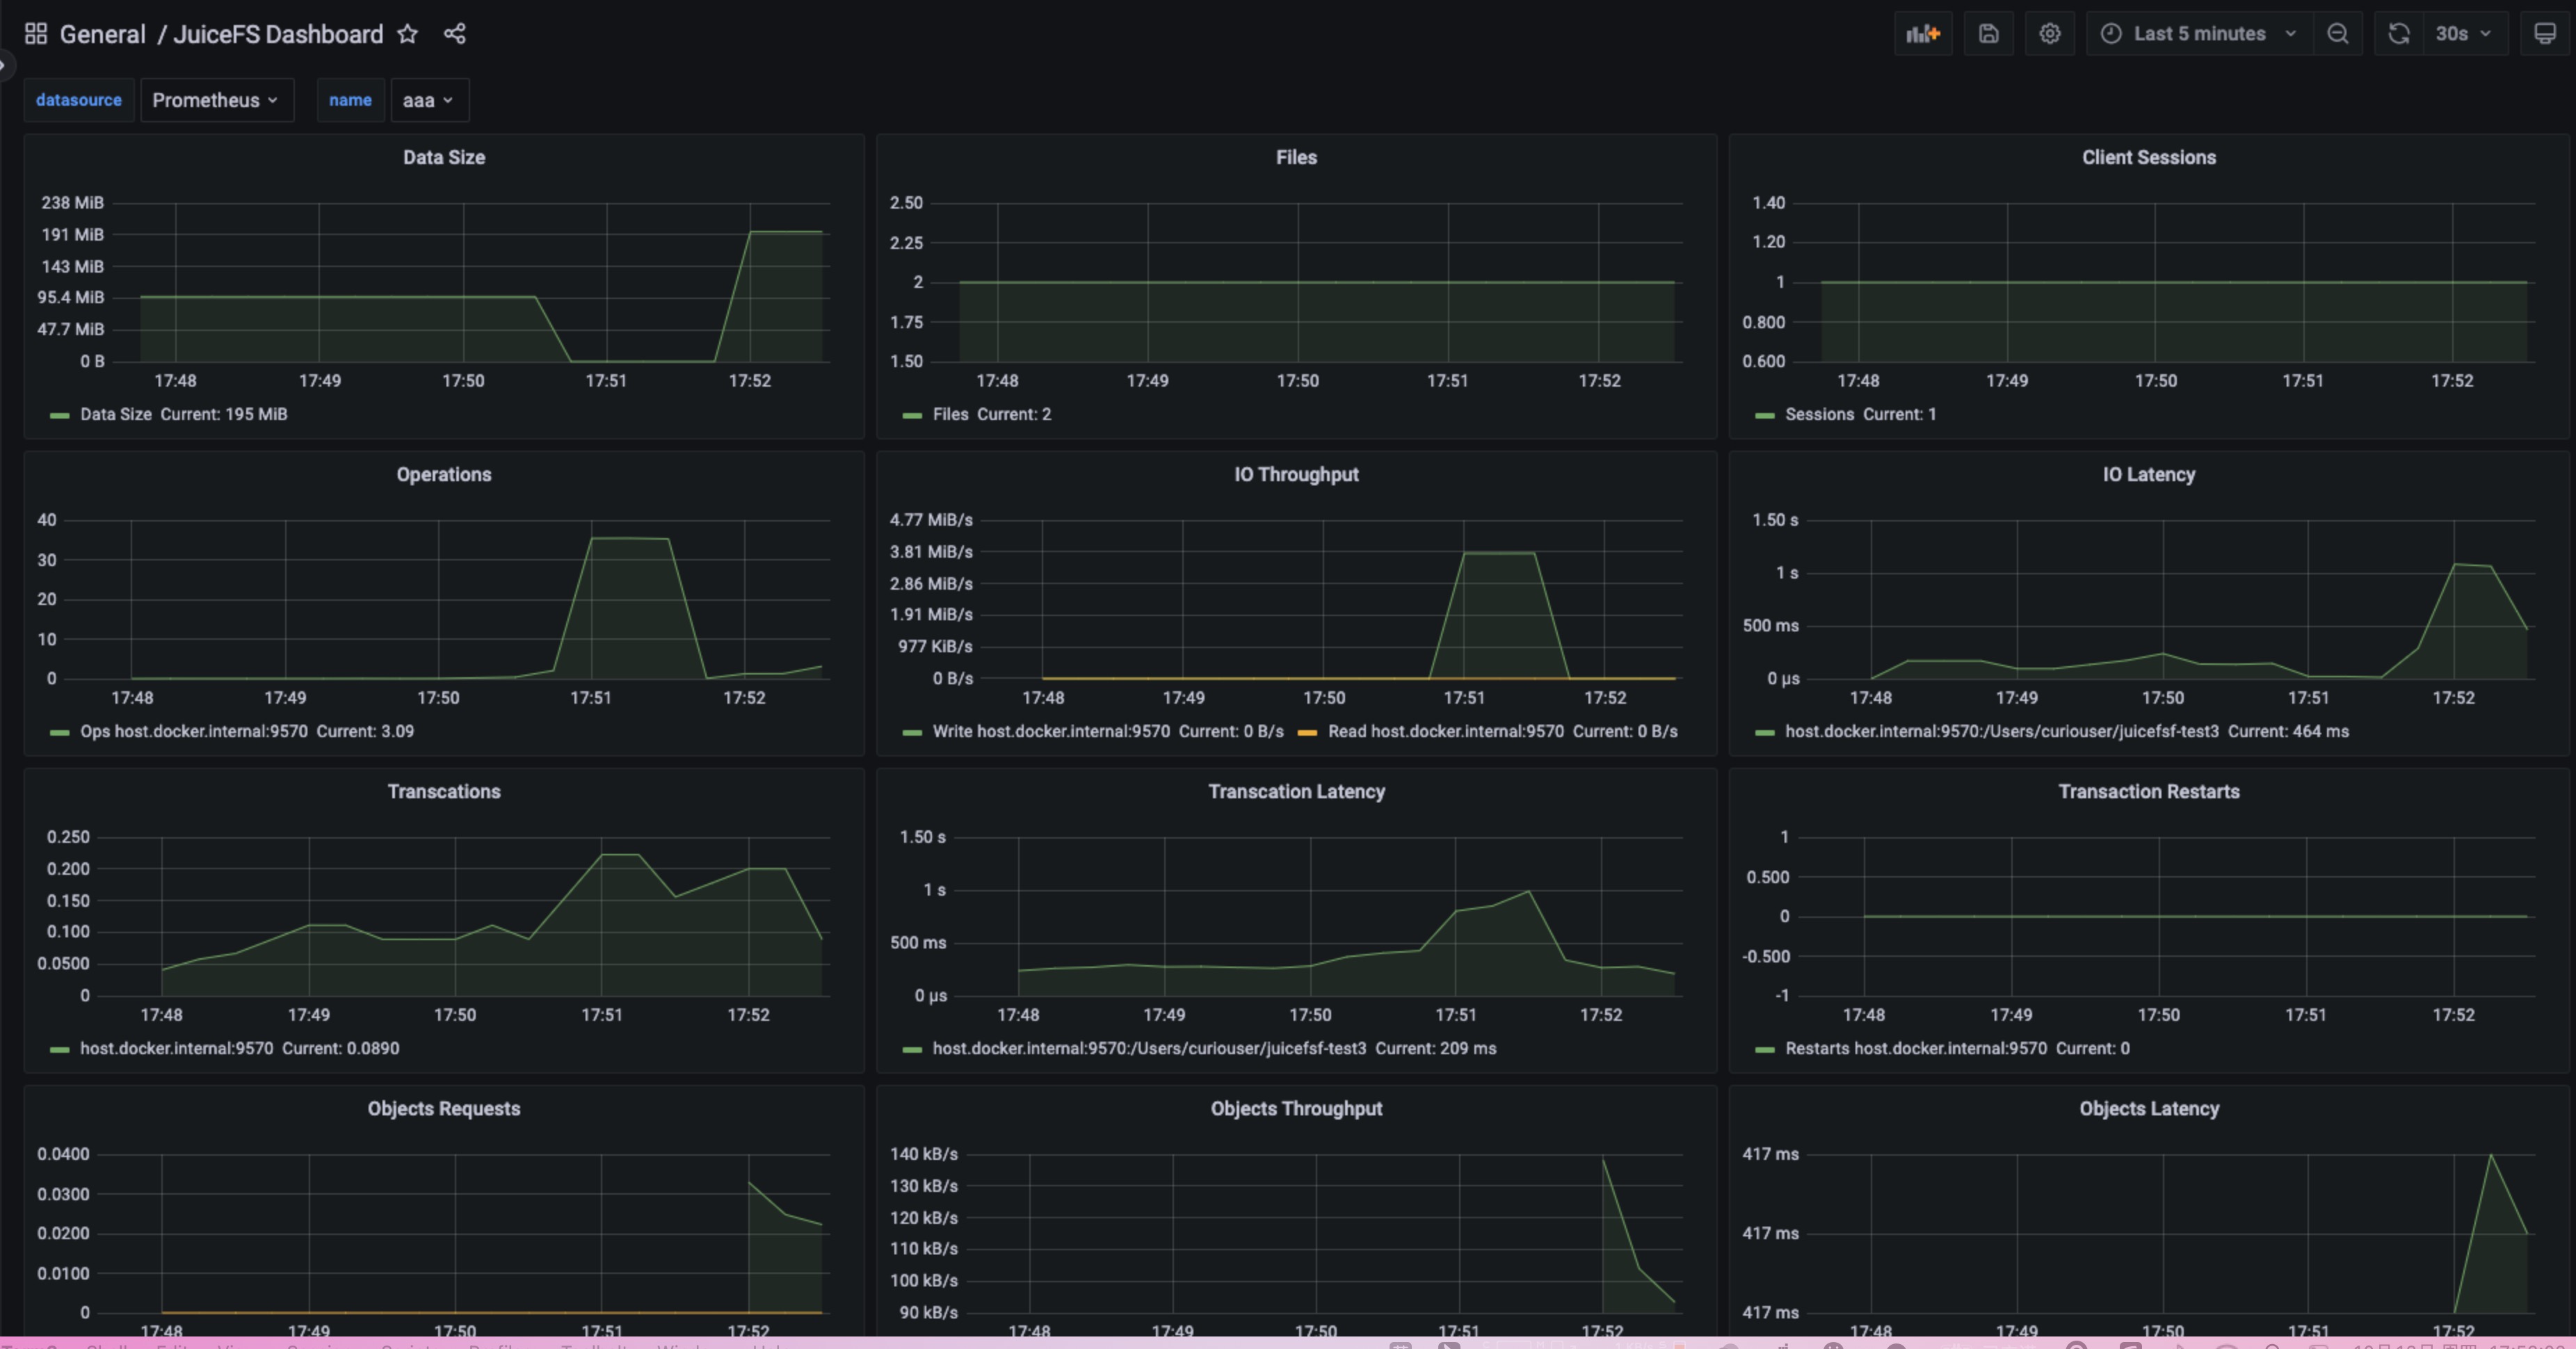 General / JuiceFS Dashboard
Last 5 minutes
30s
datasource Prometheus name aaa
Data Size
238 MiB
191 MiB
143 MiB
95.4 MiB
47.7 MiB
0 B
17:48 17:49 17:50 17:51 17:52
Data Size Current: 195 MiB
Files
2.50
2.25
2
1.75
1.50
17:48 17:49 17:50 17:51 17:52
Files Current: 2
Client Sessions
1.40
1.20
1
0.800
0.600
17:48 17:49 17:50 17:51 17:52
Sessions Current: 1
Operations
40
30
20
10
0
17:48 17:49 17:50 17:51 17:52
Ops host.docker.internal:9570 Current: 3.09
IO Throughput
4.77 MiB/s
3.81 MiB/s
2.86 MiB/s
1.91 MiB/s
977 KiB/s
0 B/s
17:48 17:49 17:50 17:51 17:52
Write host.docker.internal:9570 Current: 0 B/s Read host.docker.internal:9570 Current: 0 B/s
IO Latency
1.50 s
1 s
500 ms
0 µs
17:48 17:49 17:50 17:51 17:52
host.docker.internal:9570:/Users/curiouser/juicefsf-test3 Current: 464 ms
Transcations
0.250
0.200
0.150
0.100
0.0500
0
17:48 17:49 17:50 17:51 17:52
host.docker.internal:9570 Current: 0.0890
Transcation Latency
1.50 s
1 s
500 ms
0 µs
17:48 17:49 17:50 17:51 17:52
host.docker.internal:9570:/Users/curiouser/juicefsf-test3 Current: 209 ms
Transaction Restarts
1
0.500
0
-0.500
-1
17:48 17:49 17:50 17:51 17:52
Restarts host.docker.internal:9570 Current: 0
Objects Requests
0.0400
0.0300
0.0200
0.0100
0
17:48 17:49 17:50 17:51 17:52
Objects Throughput
140 kB/s
130 kB/s
120 kB/s
110 kB/s
100 kB/s
90 kB/s
17:48 17:49 17:50 17:51 17:52
Objects Latency
417 ms
417 ms
417 ms
17:48 17:49 17:50 17:51 17:52